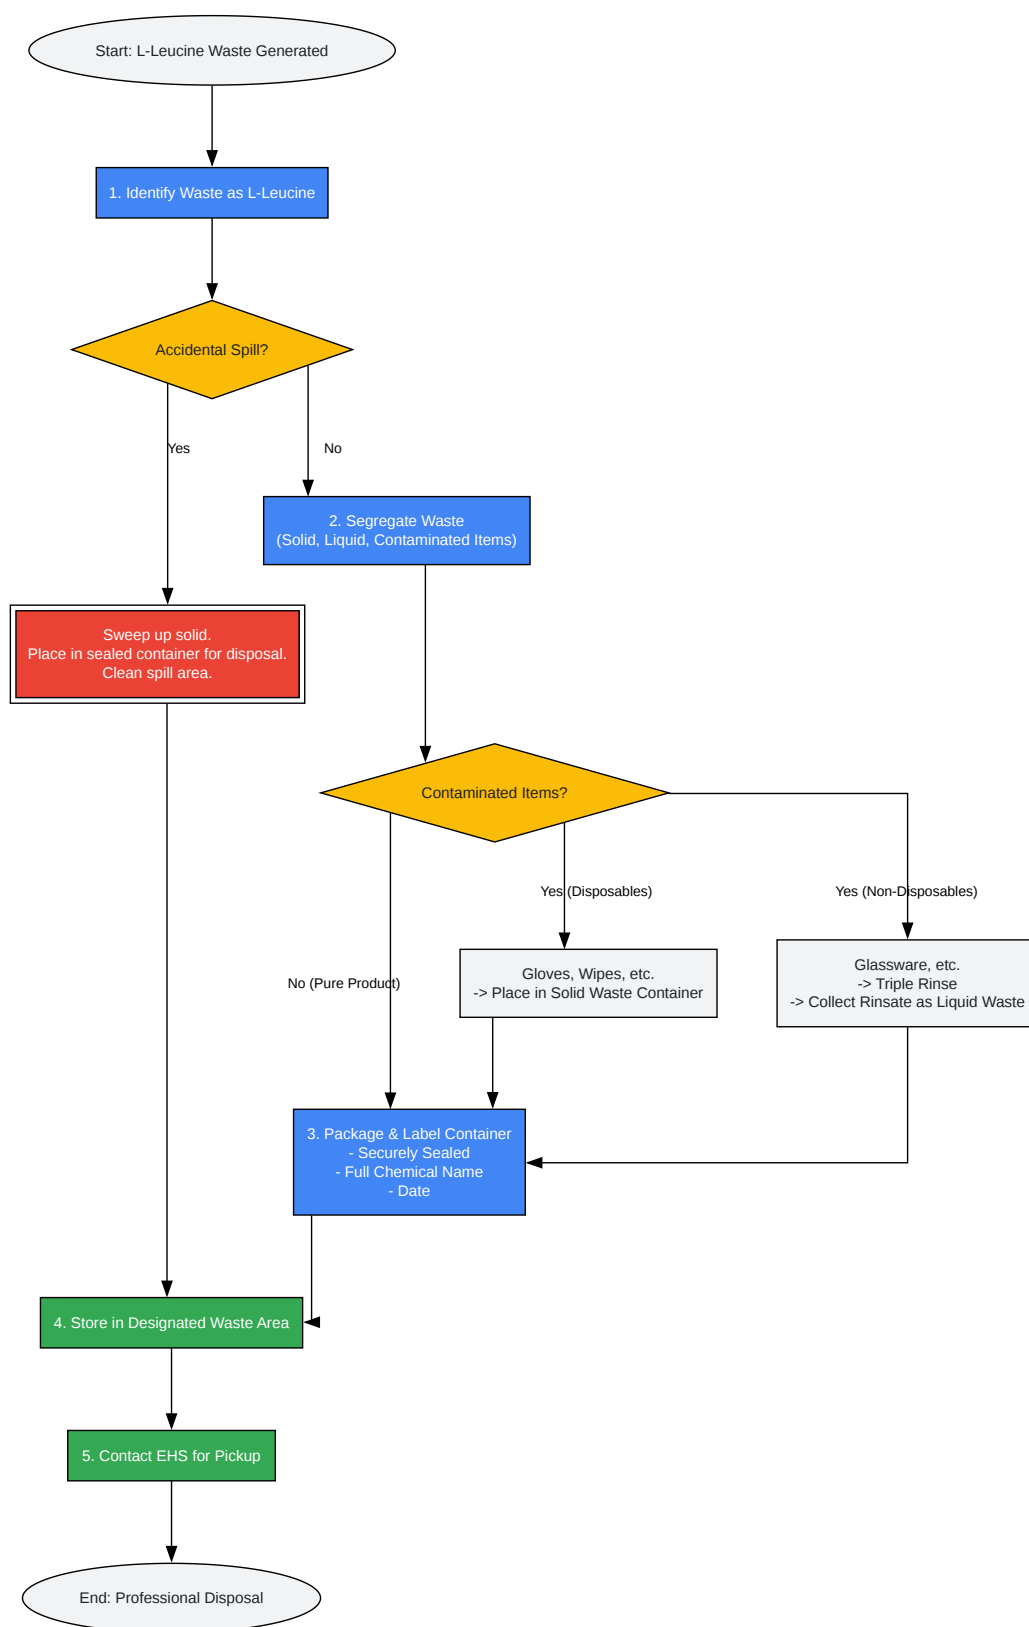 Start: L-Leucine Waste Generated
1. Identify Waste as L-Leucine
Accidental Spill?
Yes
No
2. Segregate Waste
(Solid, Liquid, Contaminated Items)
Sweep up solid.
Place in sealed container for disposal.
Clean spill area.
Contaminated Items?
Yes (Disposables)
Yes (Non-Disposables)
No (Pure Product)
Gloves, Wipes, etc.
-> Place in Solid Waste Container
Glassware, etc.
-> Triple Rinse
-> Collect Rinsate as Liquid Waste
3. Package & Label Container
- Securely Sealed
- Full Chemical Name
- Date
4. Store in Designated Waste Area
5. Contact EHS for Pickup
End: Professional Disposal